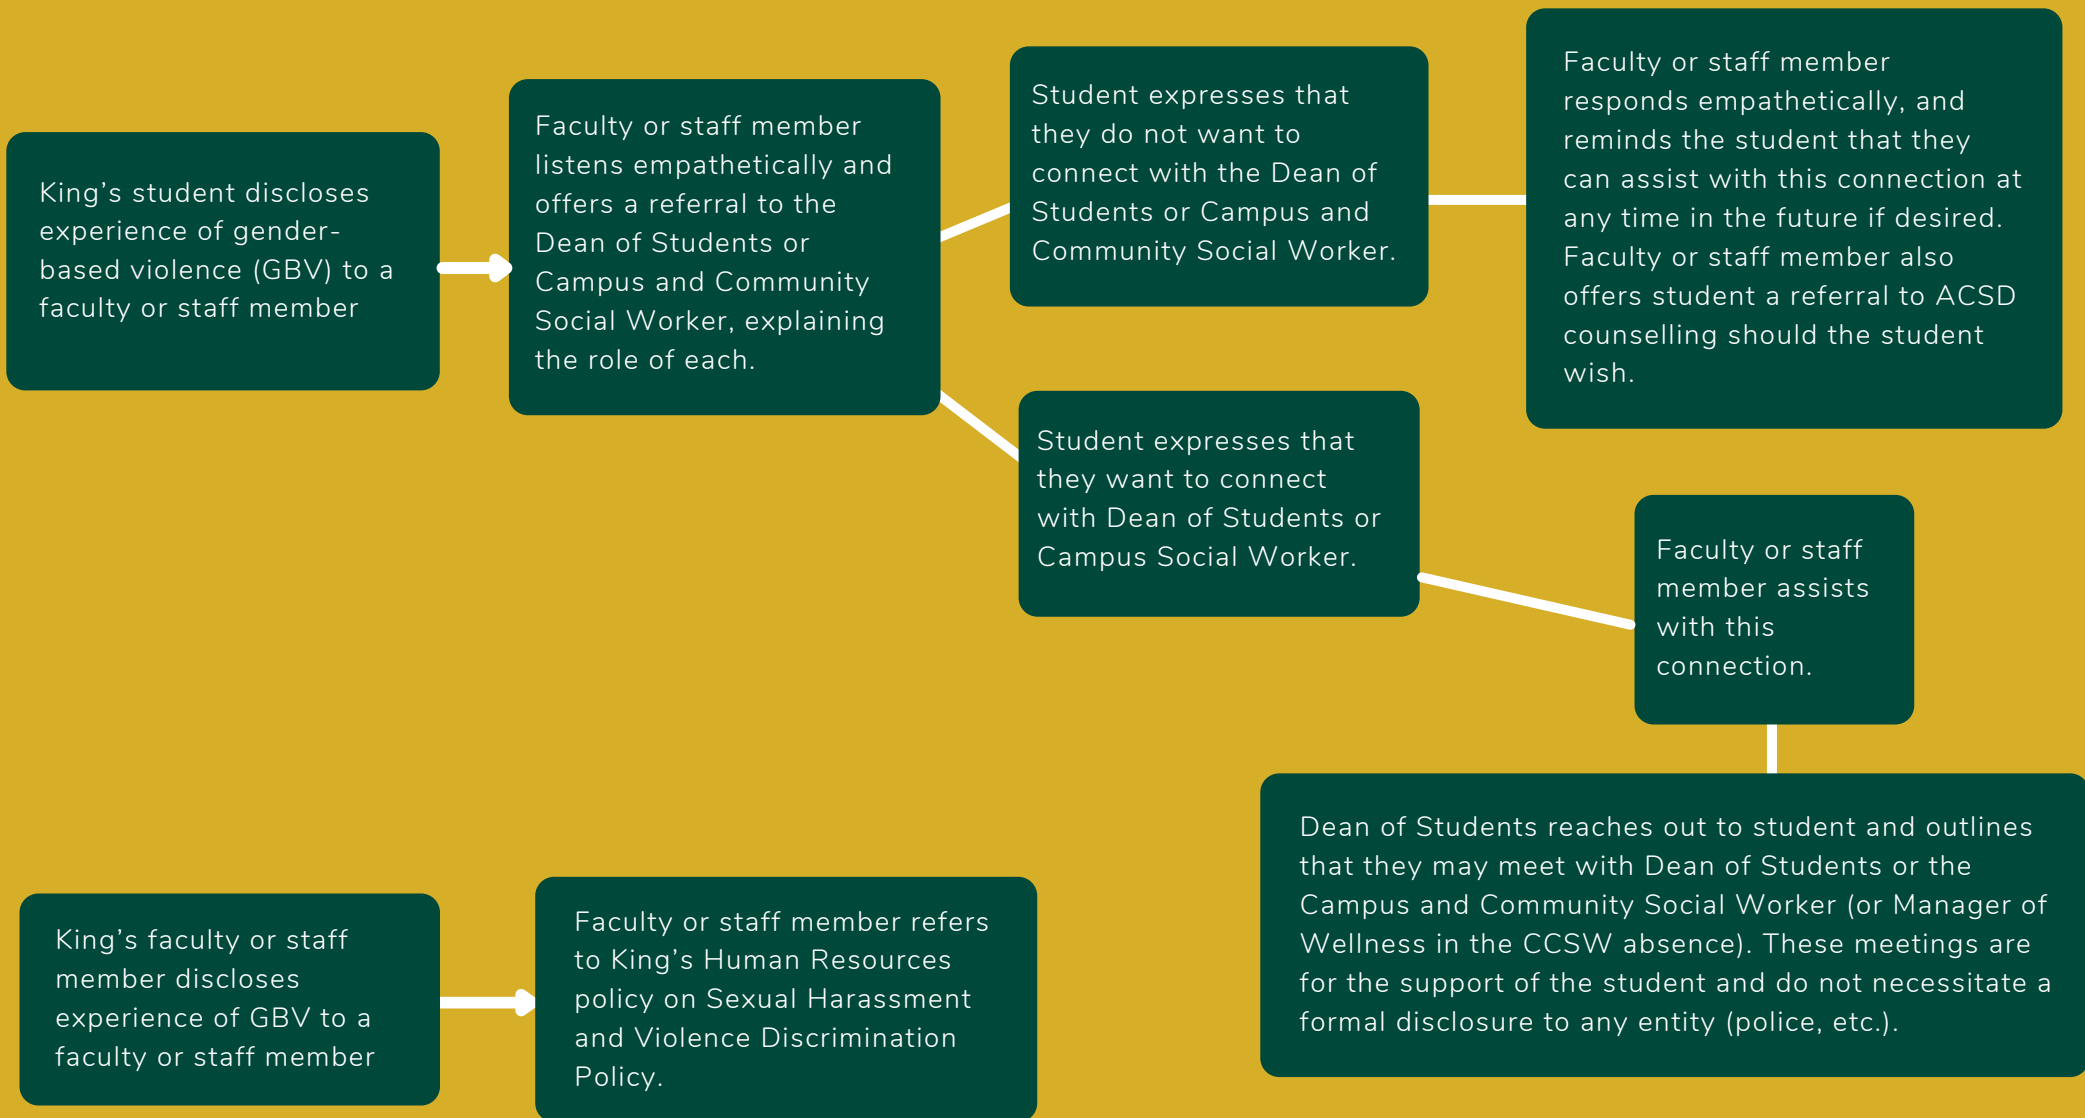 King’s student discloses
experience of gender-
based violence (GBV) to a
faculty or staff member
Faculty or staff member
listens empathetically and
offers a referral to the
Dean of Students or
Campus and Community
Social Worker, explaining
the role of each.
Student expresses that
they do not want to
connect with the Dean of
Students or Campus and
Community Social Worker.
Faculty or staff member
responds empathetically, and
reminds the student that they
can assist with this connection at
any time in the future if desired.
Faculty or staff member also
offers student a referral to ACSD
counselling should the student
wish.
Student expresses that
they want to connect
with Dean of Students or
Campus Social Worker.
Faculty or staff
member assists
with this
connection.
Dean of Students reaches out to student and outlines
that they may meet with Dean of Students or the
Campus and Community Social Worker (or Manager of
Wellness in the CCSW absence). These meetings are
for the support of the student and do not necessitate a
formal disclosure to any entity (police, etc.).
King’s faculty or staff
member discloses
experience of GBV to a
faculty or staff member
Faculty or staff member refers
to King’s Human Resources
policy on Sexual Harassment
and Violence Discrimination
Policy.